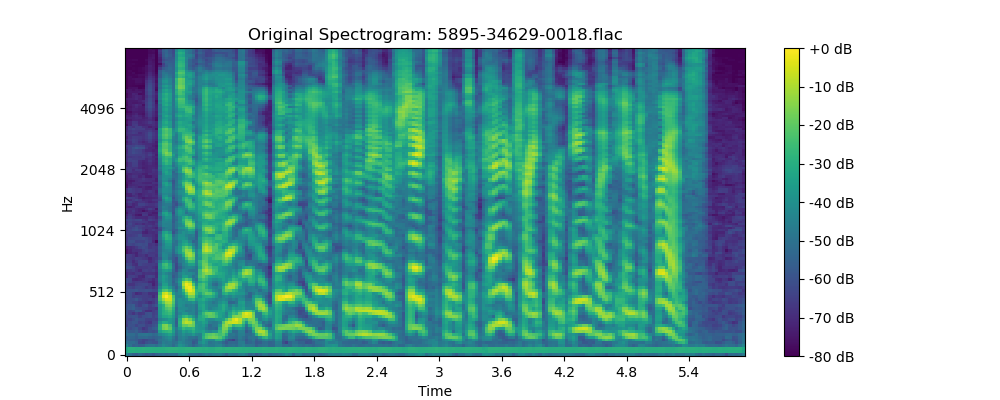 Original Spectrogram: 5895-34629-0018.flac
Hz
4096
2048
1024
512
0
0 0.6 1.2 1.8 2.4 3 3.6 4.2 4.8 5.4
Time
+0 dB
-10 dB
-20 dB
-30 dB
-40 dB
-50 dB
-60 dB
-70 dB
-80 dB